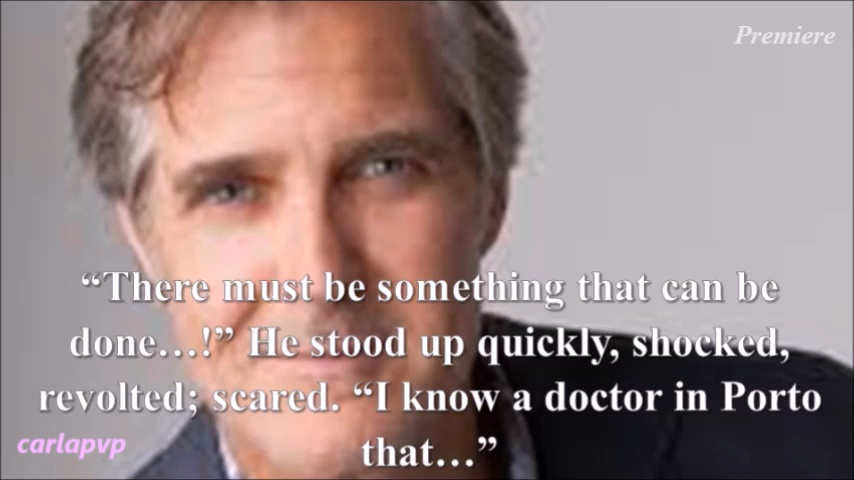 Premiere
“There must be something that can be
done…!” He stood up quickly, shocked,
revolted; scared. “I know a doctor in Porto
that…”
carlapvp